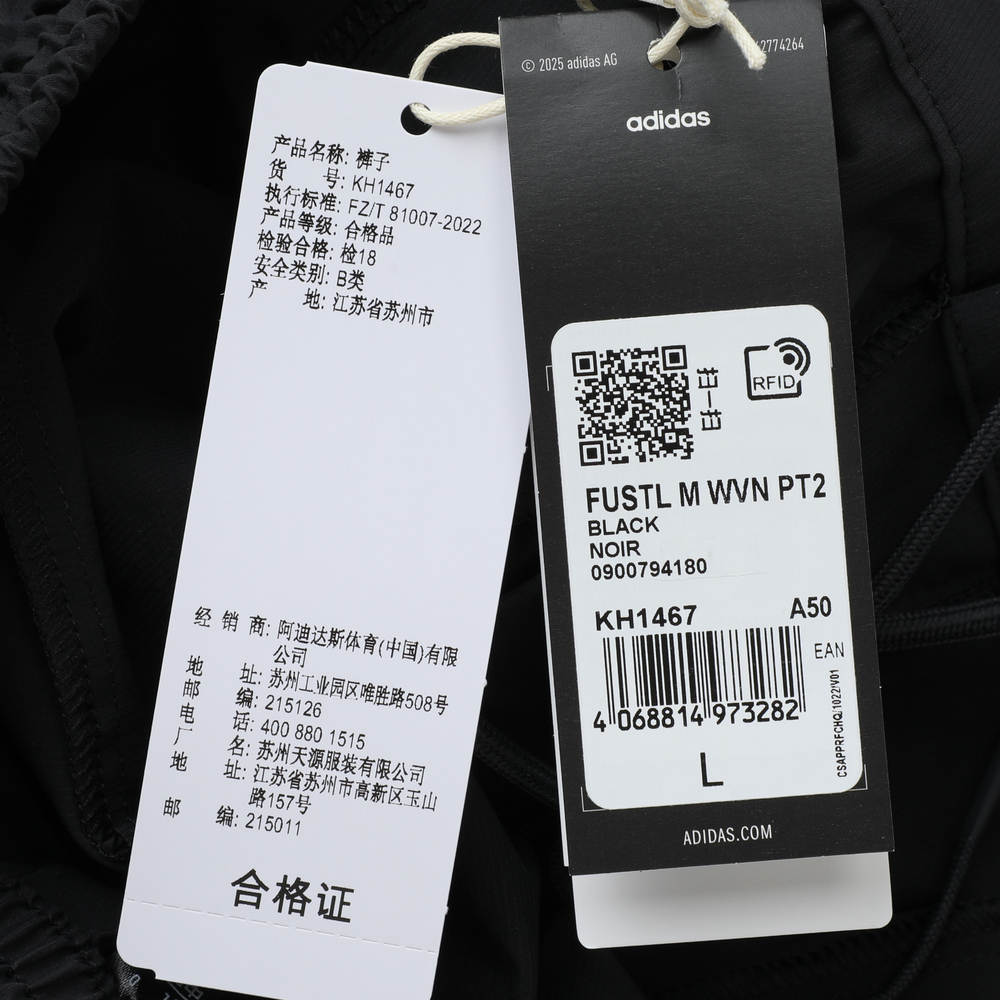 产品名称: 裤子
货 号: KH1467
执行标准: FZ/T 81007-2022
产品等级: 合格品
检验合格: 检18
安全类别: B类
产 地: 江苏省苏州市
经 销 商: 阿迪达斯体育(中国)有限
公司
地 址: 苏州工业园区唯胜路508号
邮 编: 215126
电 话: 400 880 1515
厂 名: 苏州天源服装有限公司
地 址: 江苏省苏州市高新区玉山
路157号
邮 编: 215011
合格证
© 2025 adidas AG
2774264
adidas
扫一扫
RFID
FUSTL M WVN PT2
BLACK
NOIR
0900794180
KH1467 A50
EAN
4 068814 973282
L
CSAPPRFCHQ.1022/V01
ADIDAS.COM